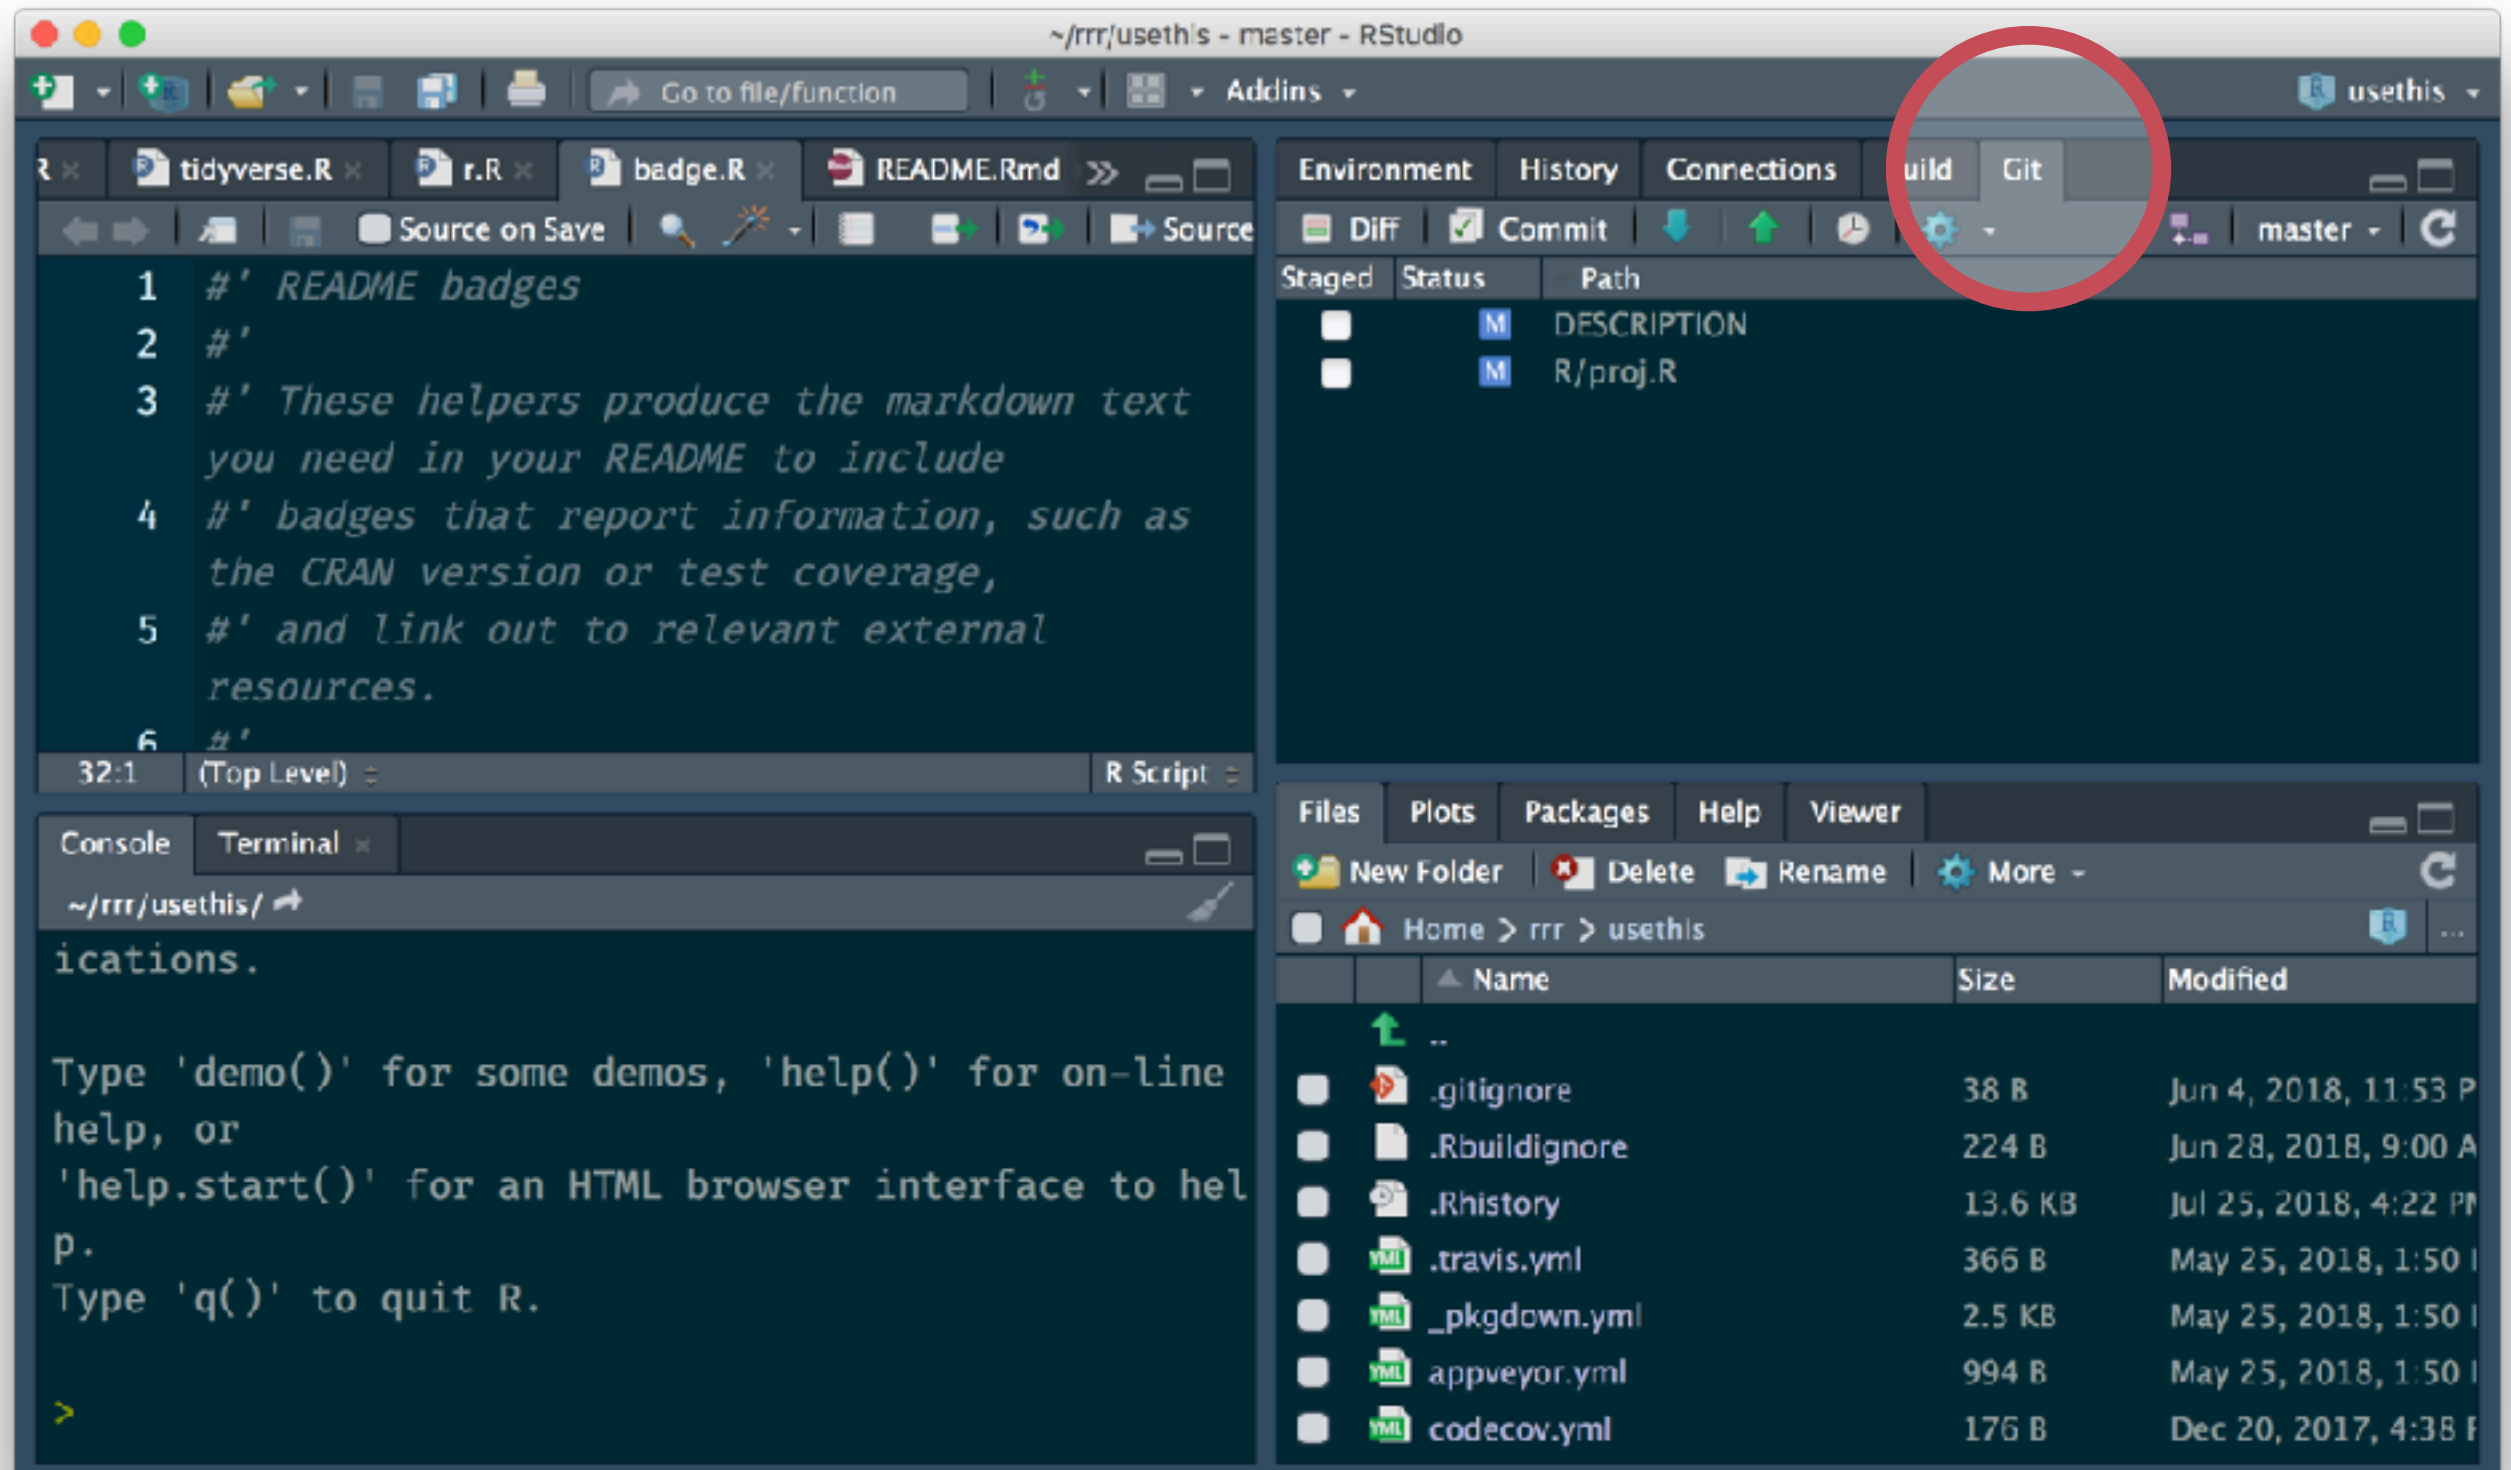 ~/rrr/usethis - master - RStudio
Go to file/function
Addins
usethis
R
tidyverse.R
r.R
badge.R
README.Rmd
Source on Save
Source
1 #' README badges
2 #'
3 #' These helpers produce the markdown text
you need in your README to include
4 #' badges that report information, such as
the CRAN version or test coverage,
5 #' and link out to relevant external
resources.
6 #'
32:1 (Top Level) R Script
Console Terminal
~/rrr/usethis/
ications.
Type 'demo()' for some demos, 'help()' for on-line
help, or
'help.start()' for an HTML browser interface to hel
p.
Type 'q()' to quit R.
>
Environment History Connections uild Git
Diff Commit master
Staged Status Path
M DESCRIPTION
M R/proj.R
Files Plots Packages Help Viewer
New Folder Delete Rename More
Home > rrr > usethis ...
Name Size Modified
..
.gitignore 38 B Jun 4, 2018, 11:53 P
.Rbuildignore 224 B Jun 28, 2018, 9:00 A
.Rhistory 13.6 KB Jul 25, 2018, 4:22 PM
YML .travis.yml 366 B May 25, 2018, 1:50
YML _pkgdown.yml 2.5 KB May 25, 2018, 1:50
YML appveyor.yml 994 B May 25, 2018, 1:50
YML codecov.yml 176 B Dec 20, 2017, 4:38